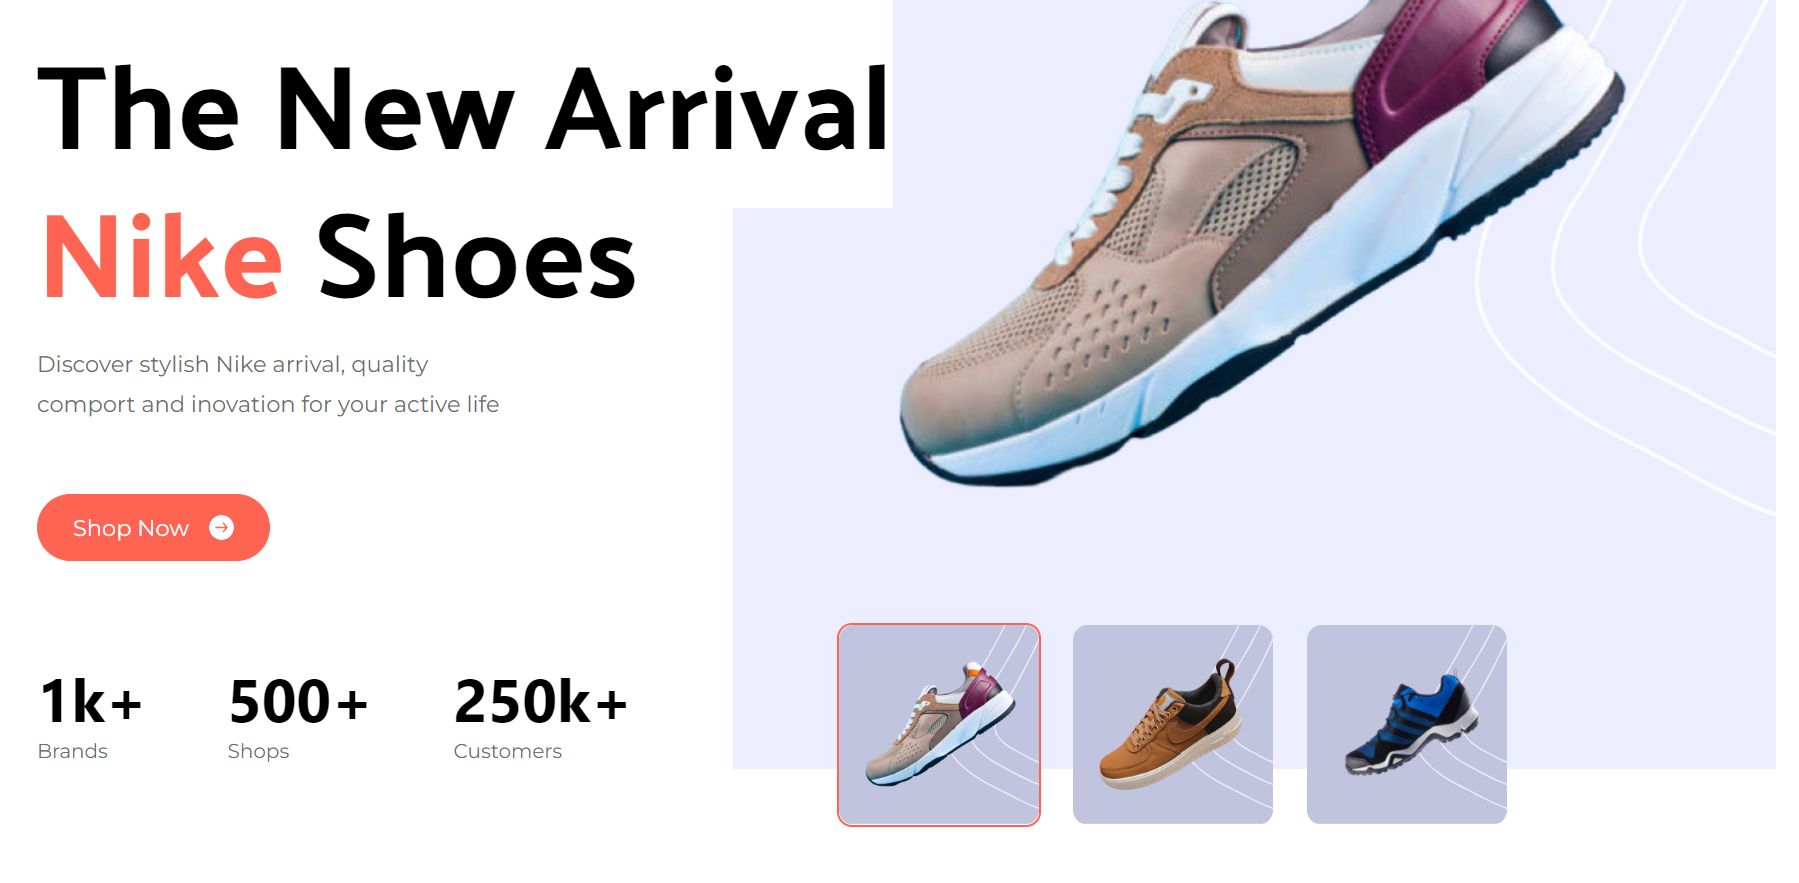 The New Arrival
Nike Shoes
Discover stylish Nike arrival, quality
comport and inovation for your active life
Shop Now
1k+ 500+ 250k+
Brands Shops Customers